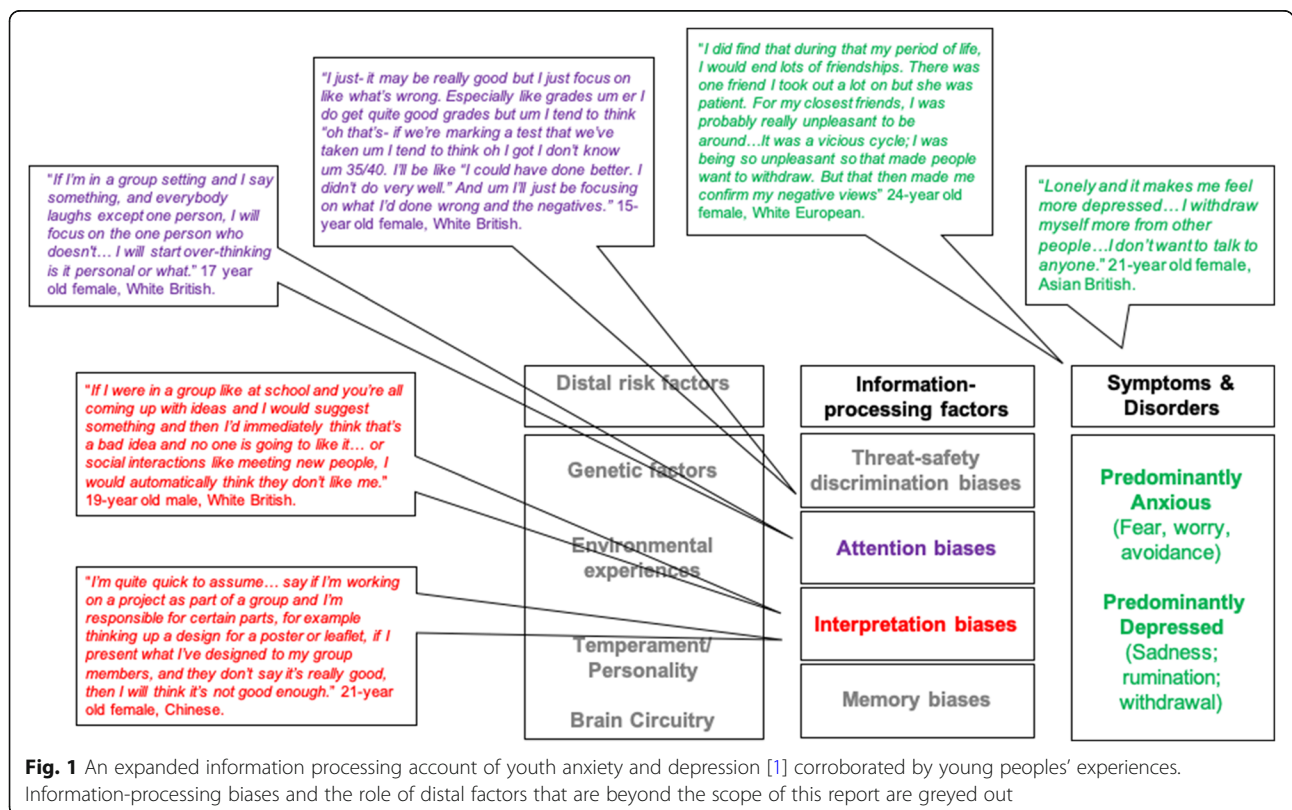 "I just- it may be really good but I just focus on
like what's wrong. Especially like grades um er I
do get quite good grades but um I tend to think
"oh that's- if we're marking a test that we've
taken um I tend to think oh I got I don't know
um 35/40. I'll be like "I could have done better. I
didn't do very well." And um I'll just be focusing
on what I'd done wrong and the negatives." 15-
year old female, White British.
"I did find that during that my period of life,
I would end lots of friendships. There was
one friend I took out a lot on but she was
patient. For my closest friends, I was
probably really unpleasant to be
around...It was a vicious cycle; I was
being so unpleasant so that made people
want to withdraw. But that then made me
confirm my negative views" 24-year old
female, White European.
"If I'm in a group setting and I say
something, and everybody
laughs except one person, I will
focus on the one person who
doesn't... I will start over-thinking
is it personal or what." 17 year
old female, White British.
"Lonely and it makes me feel
more depressed... I withdraw
myself more from other
people...I don't want to talk to
anyone." 21-year old female,
Asian British.
"If I were in a group like at school and you're all
coming up with ideas and I would suggest
something and then I'd immediately think that's
a bad idea and no one is going to like it... or
social interactions like meeting new people, I
would automatically think they don't like me."
19-year old male, White British.
"I'm quite quick to assume... say if I'm working
on a project as part of a group and I'm
responsible for certain parts, for example
thinking up a design for a poster or leaflet, if I
present what I've designed to my group
members, and they don't say it's really good,
then I will think it's not good enough." 21-year
old female, Chinese.
Distal risk factors
Genetic factors
Environmental
experiences
Temperament/
Personality
Brain Circuitry
Information-
processing factors
Threat-safety
discrimination biases
Attention biases
Interpretation biases
Memory biases
Symptoms &
Disorders
Predominantly
Anxious
(Fear, worry,
avoidance)
Predominantly
Depressed
(Sadness;
rumination;
withdrawal)
Fig. 1 An expanded information processing account of youth anxiety and depression [1] corroborated by young peoples' experiences.
Information-processing biases and the role of distal factors that are beyond the scope of this report are greyed out